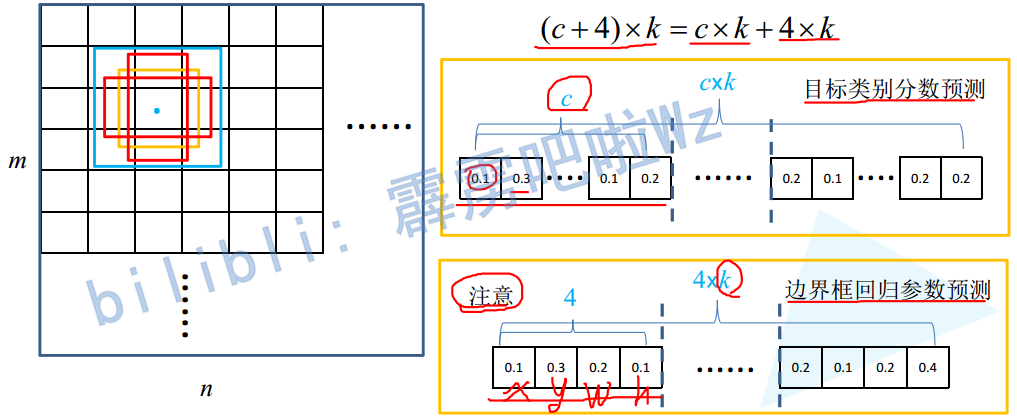 (c+4)×k = c×k+4×k
c
c×k
目标类别分数预测
0.1 0.3 •••• 0.1 0.2 •••••• 0.2 0.1 •••• 0.2 0.2
注意
4
4×k
边界框回归参数预测
0.1 0.3 0.2 0.1 •••••• 0.2 0.1 0.2 0.4
x y w h
m
n
bilibli: 霹雳吧啦Wz